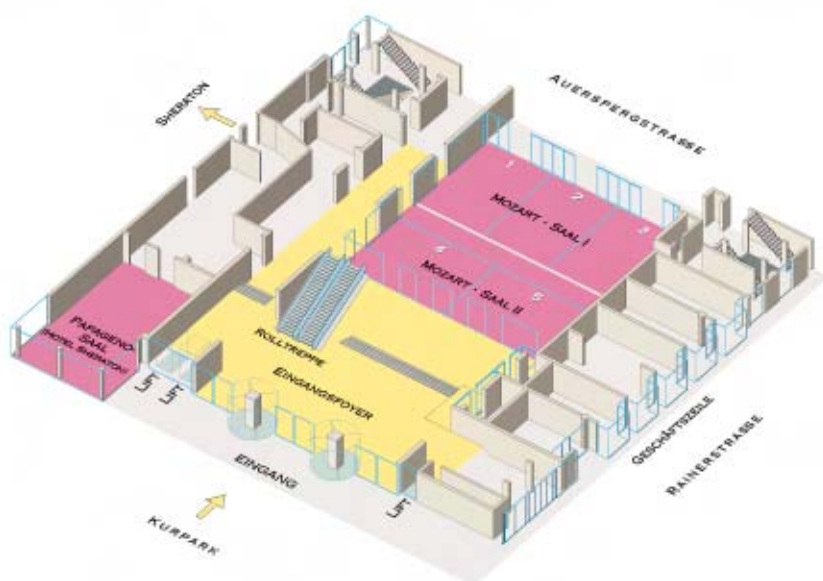 AUERSPERGSTRASSE
SHERATON
1
2
3
MOZART - SAAL I
4
MOZART - SAAL II
5
PAPAGENO-
SAAL
(HOTEL SHERATON)
ROLLTREPPE
EINGANGSFOYER
LIFT
LIFT
GESCHÄFTSZEILE
RAINERSTRASSE
EINGANG
LIFT
KURPARK